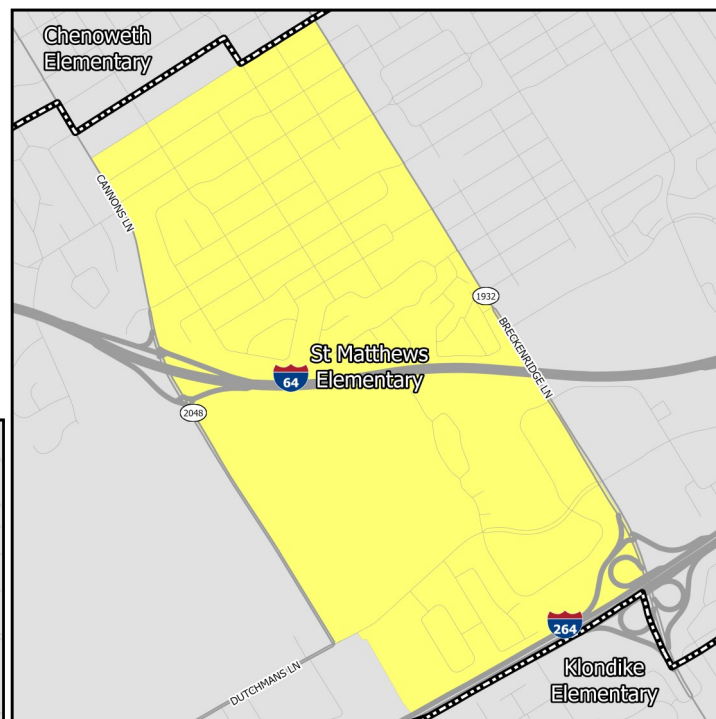 Chenoweth
Elementary
CANNONS LN
1932
BRECKENRIDGE LN
St Matthews
Elementary
64
2048
264
Klondike
Elementary
DUTCHMANS LN